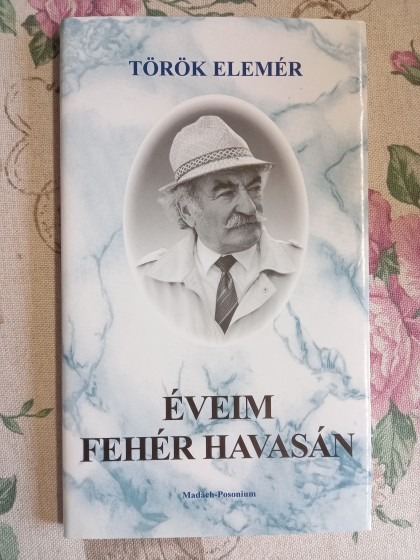 TÖRÖK ELEMÉR
ÉVEIM
FEHÉR HAVASÁN
Madách-Posonium